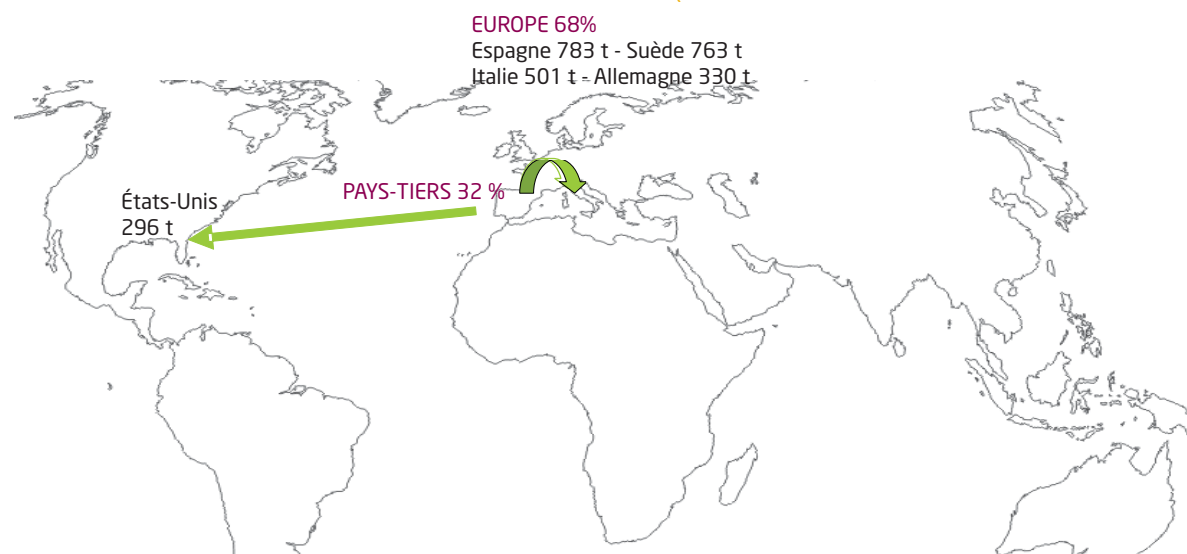 EUROPE 68%
Espagne 783 t - Suède 763 t
Italie 501 t - Allemagne 330 t
PAYS-TIERS 32 %
États-Unis
296 t